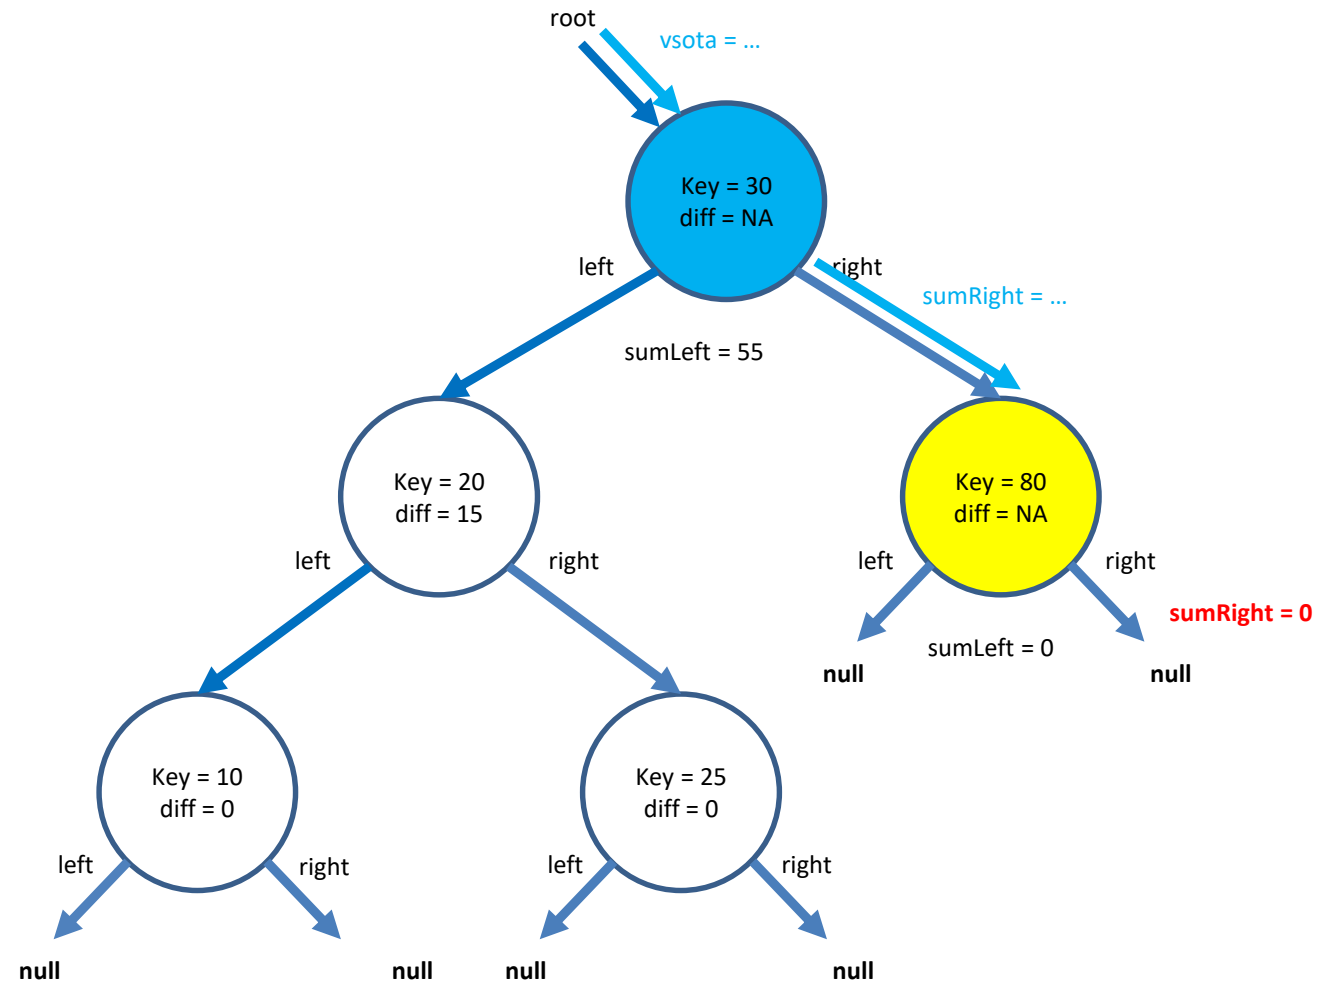 root
vsota = ...
Key = 30
diff = NA
left
right
sumRight = ...
sumLeft = 55
Key = 20
diff = 15
Key = 80
diff = NA
left
right
left
right
sumRight = 0
sumLeft = 0
null
null
Key = 10
diff = 0
Key = 25
diff = 0
left
right
left
right
null
null
null
null